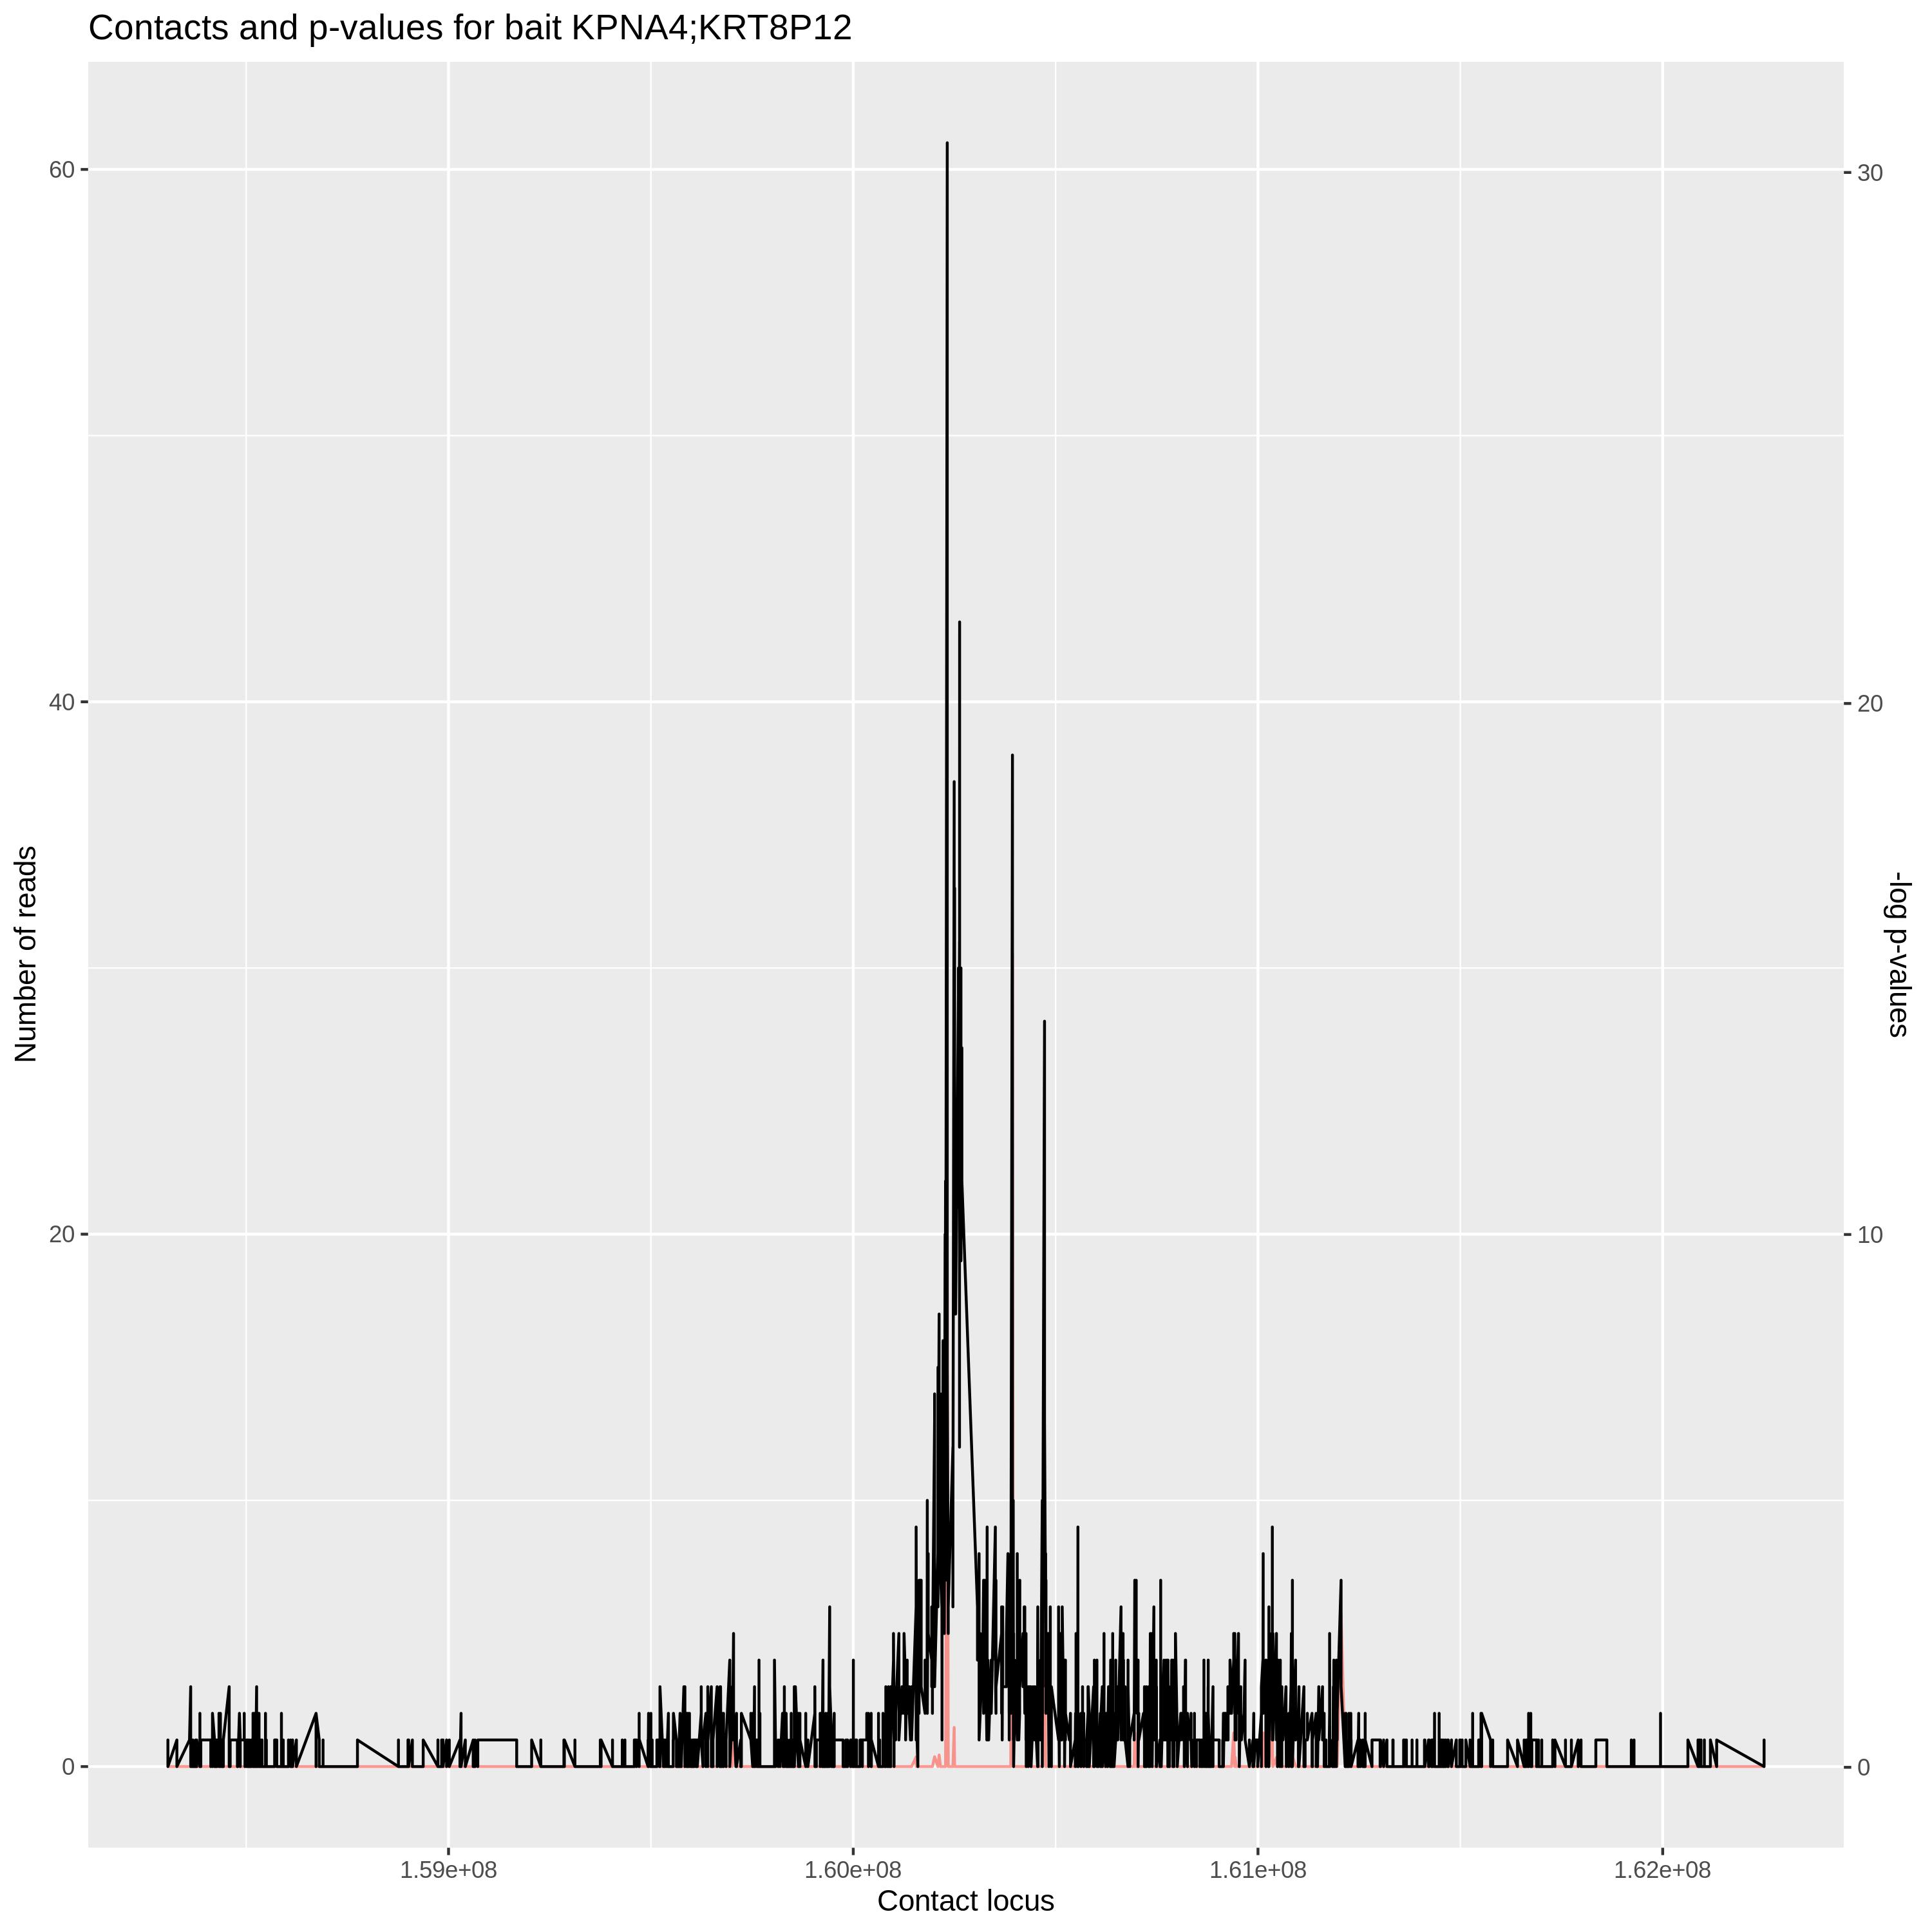 Contacts and p-values for bait KPNA4;KRT8P12
60
40
20
0
Number of reads
30
20
10
0
-log p-values
1.59e+08
1.60e+08
1.61e+08
1.62e+08
Contact locus